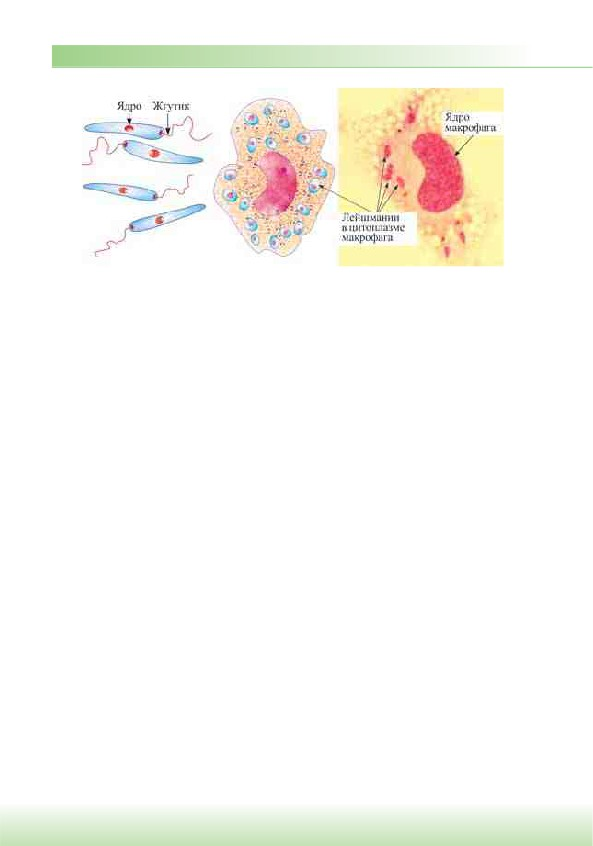 Ядро Жгутик
Ядро
макрофага
Лейшмании
в цитоплазме
макрофага